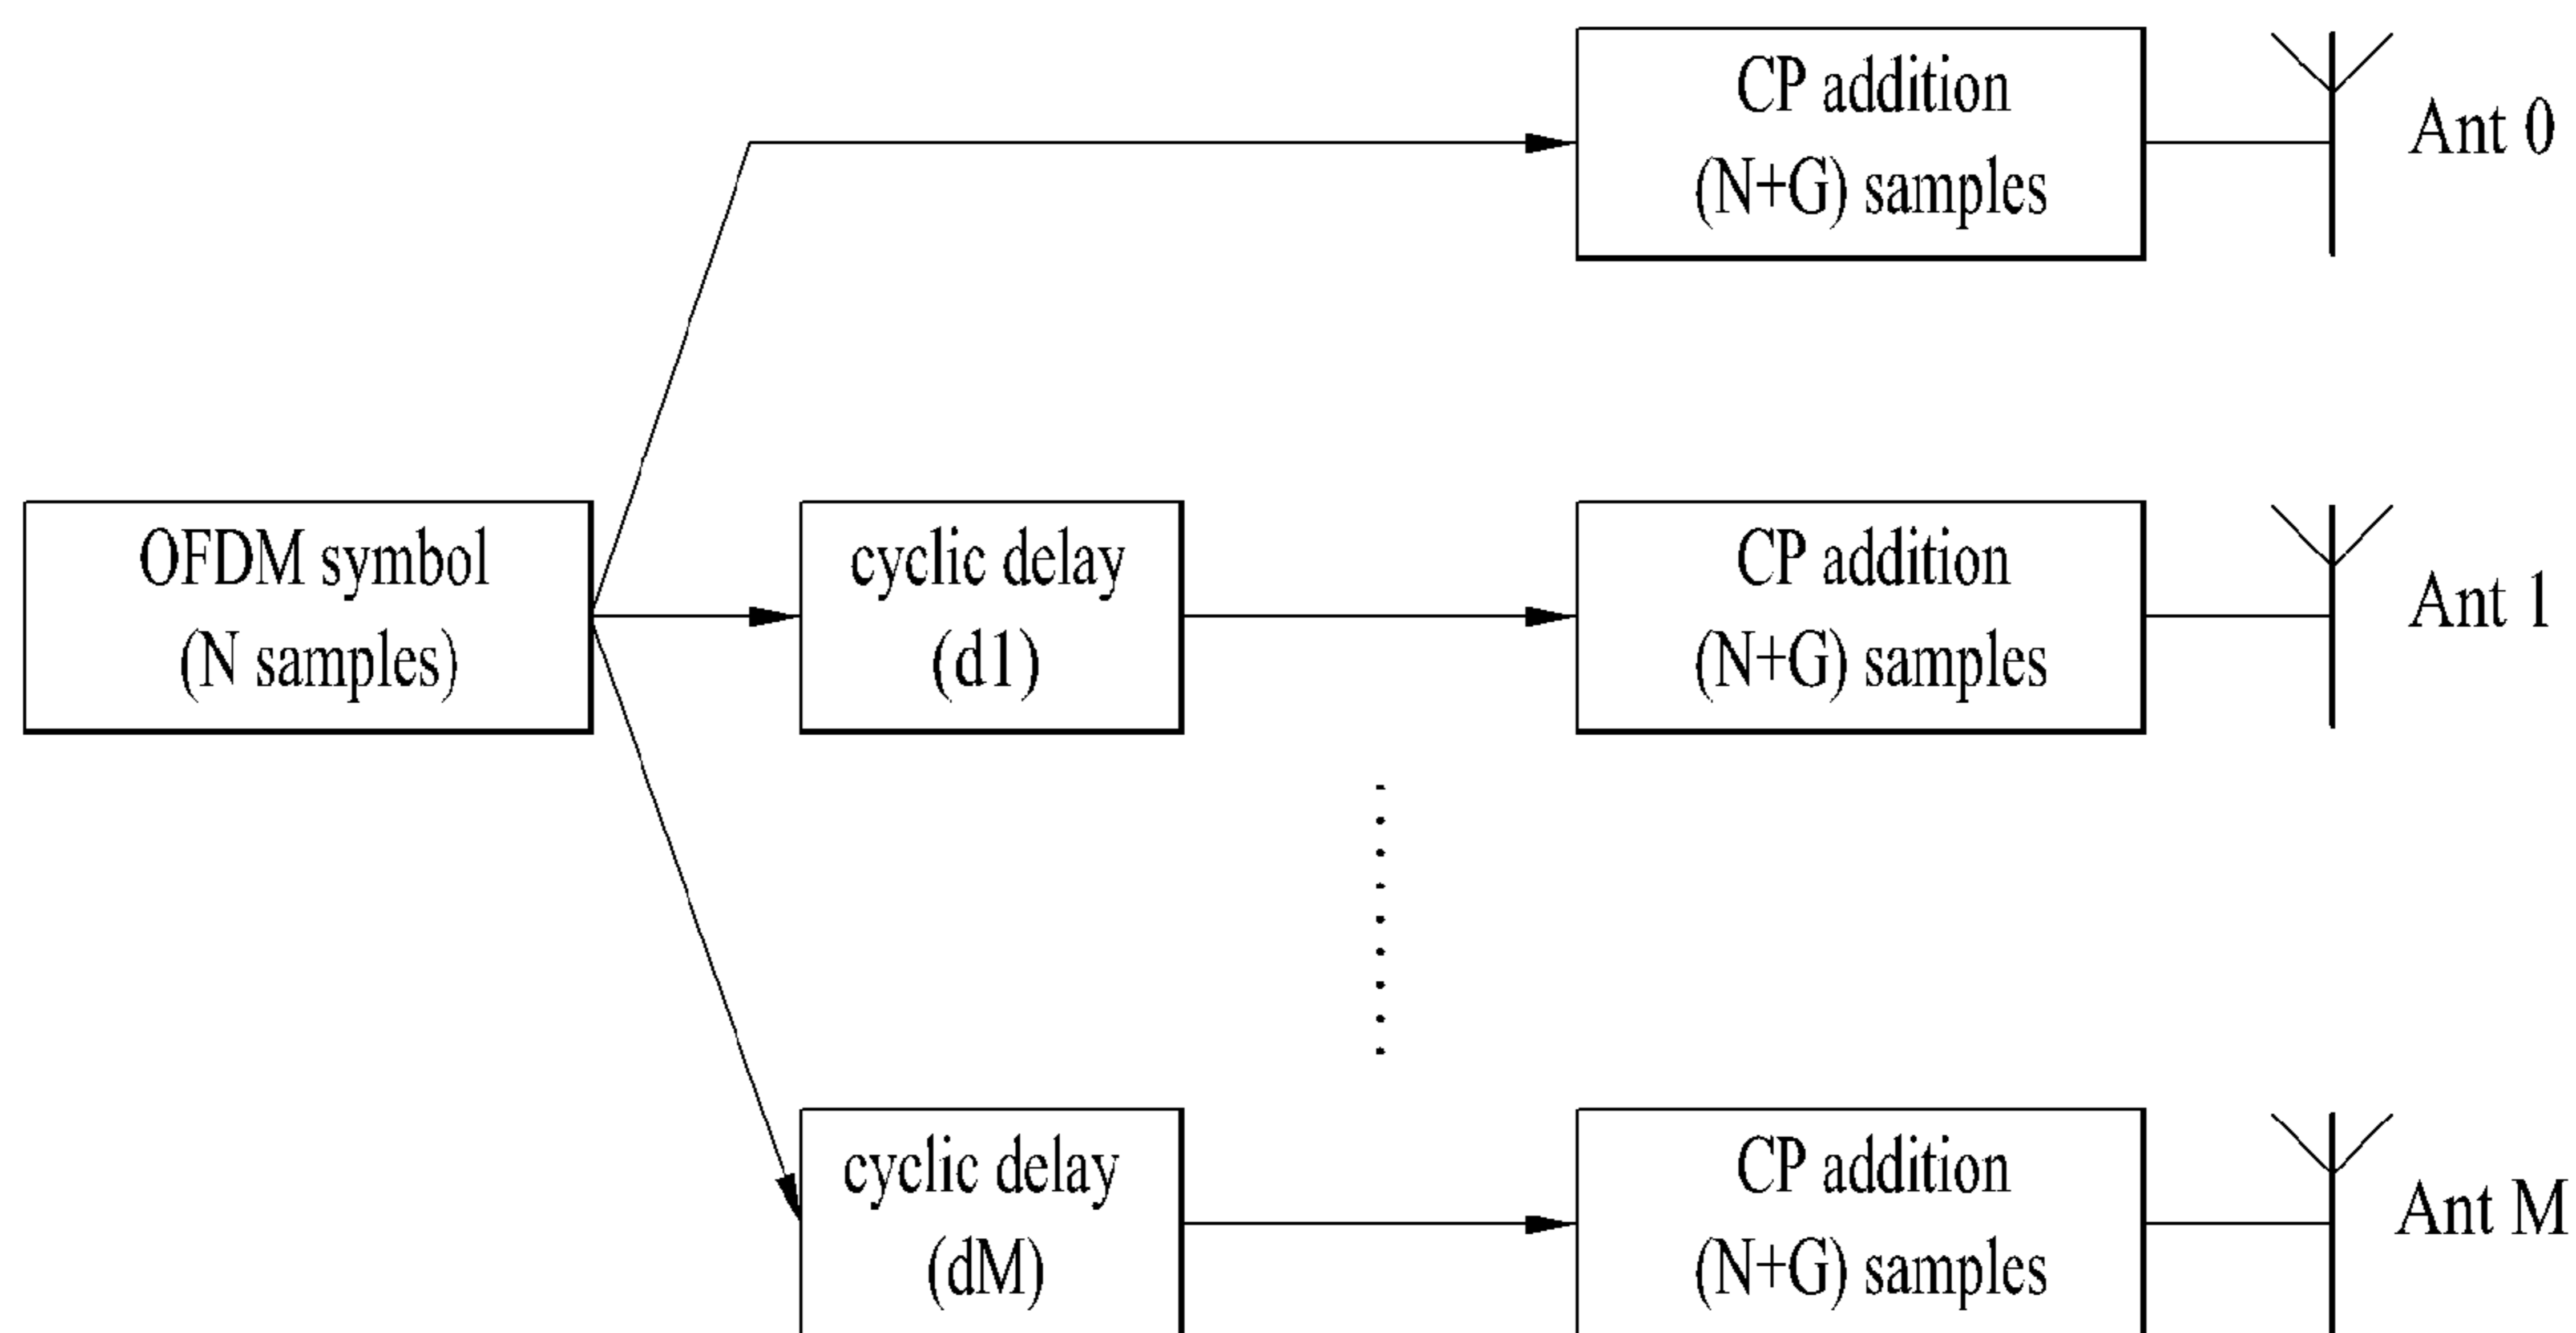 CP addition
(N+G) samples
Ant 0
OFDM symbol
(N samples)
cyclic delay
(d1)
CP addition
(N+G) samples
Ant 1
cyclic delay
(dM)
CP addition
(N+G) samples
Ant M